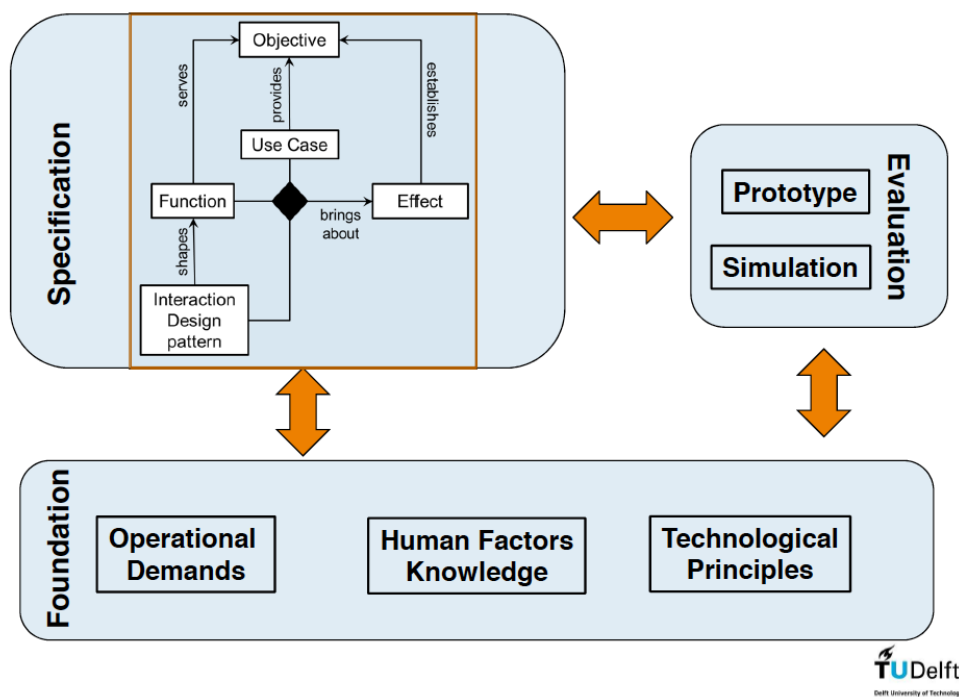 Specification
Objective
serves
provides
establishes
Use Case
Function
Effect
brings
about
shapes
Interaction
Design
pattern
Evaluation
Prototype
Simulation
Foundation
Operational
Demands
Human Factors
Knowledge
Technological
Principles
TUDelft
Delft University of Technolog